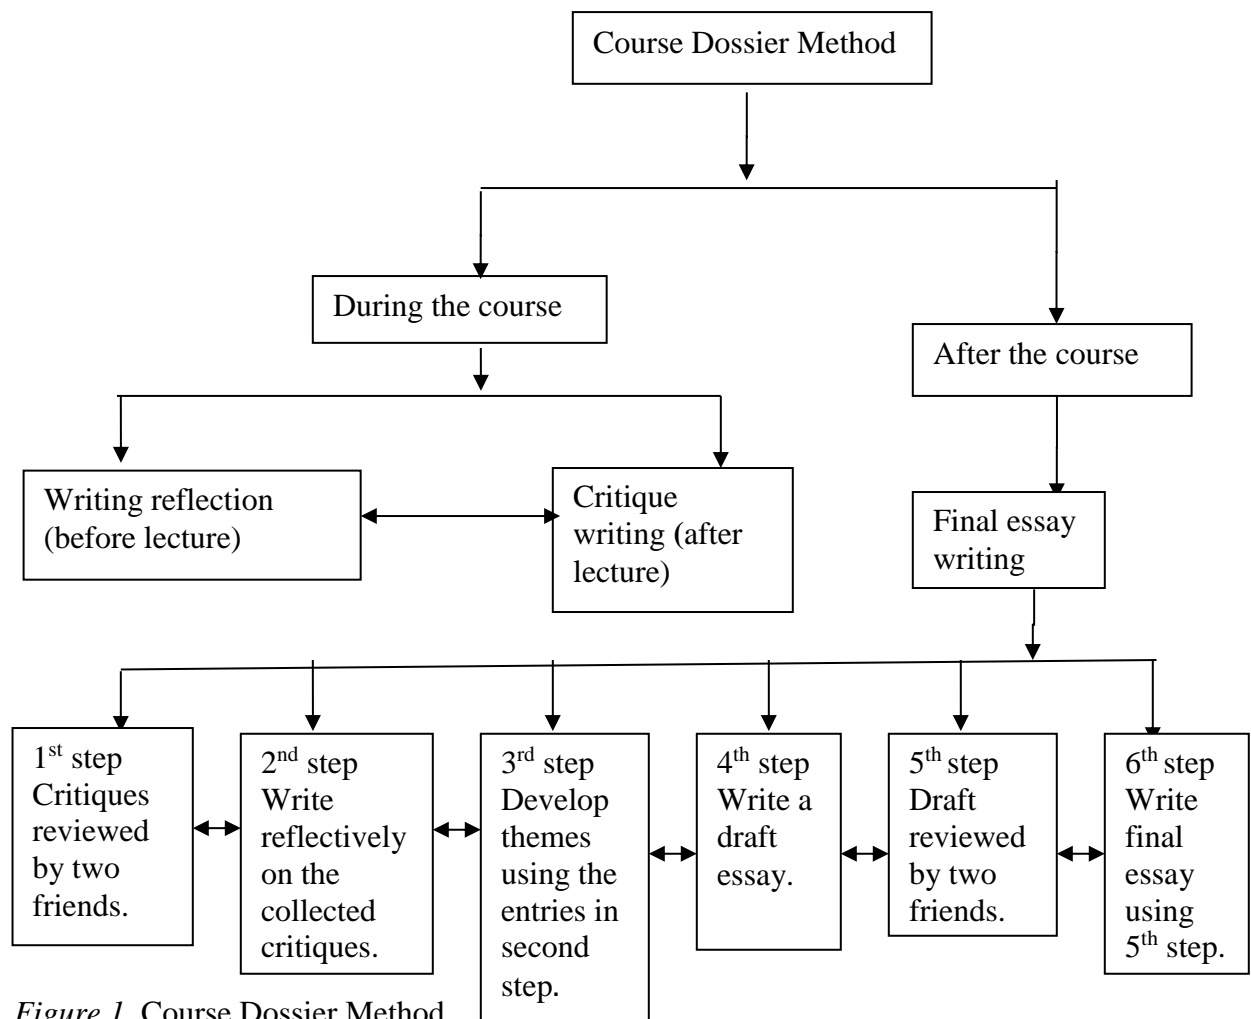 Course Dossier Method
During the course
After the course
Writing reflection
(before lecture)
Critique
writing (after
lecture)
Final essay
writing
1st step
Critiques
reviewed
by two
friends.
2nd step
Write
reflectively
on the
collected
critiques.
3rd step
Develop
themes
using the
entries in
second
step.
4th step
Write a
draft
essay.
5th step
Draft
reviewed
by two
friends.
6th step
Write
final
essay
using
5th step.
Figure 1. Course Dossier Method